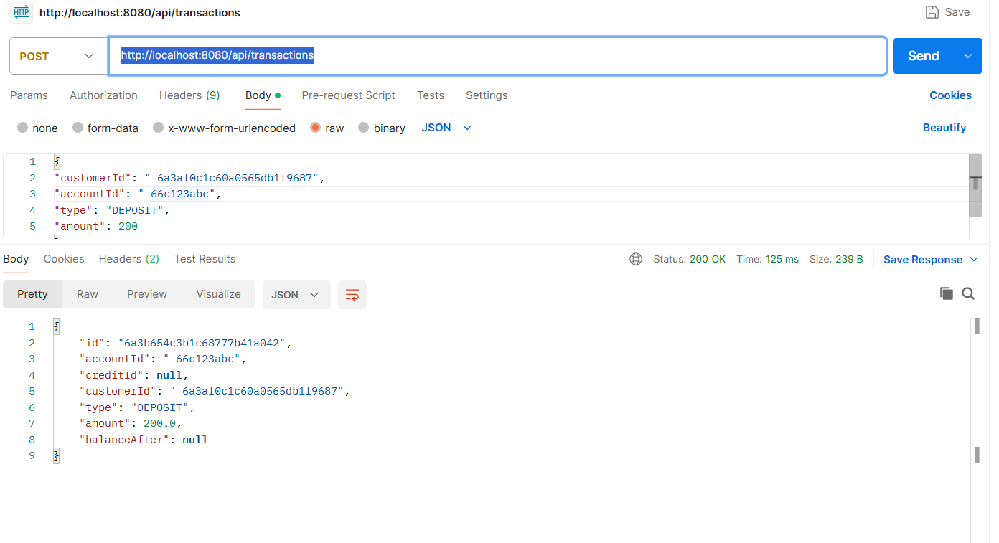 HTTP http://localhost:8080/api/transactions Save
POST http://localhost:8080/api/transactions Send
Params Authorization Headers (9) Body Pre-request Script Tests Settings Cookies
none form-data x-www-form-urlencoded raw binary JSON Beautify
1 {
2 "customerId": " 6a3af0c1c60a0565db1f9687",
3 "accountId": " 66c123abc",
4 "type": "DEPOSIT",
5 "amount": 200
Body Cookies Headers (2) Test Results Status: 200 OK Time: 125 ms Size: 239 B Save Response
Pretty Raw Preview Visualize JSON
1 {
2 "id": "6a3b654c3b1c68777b41a042",
3 "accountId": " 66c123abc",
4 "creditId": null,
5 "customerId": " 6a3af0c1c60a0565db1f9687",
6 "type": "DEPOSIT",
7 "amount": 200.0,
8 "balanceAfter": null
9 }